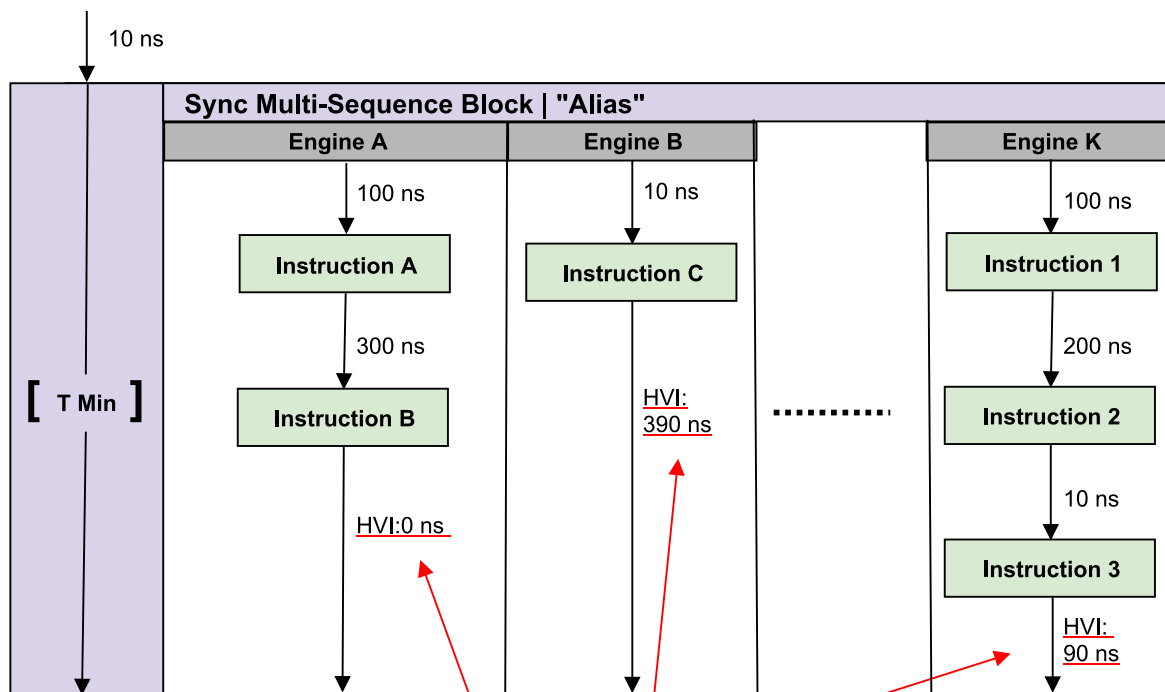 10 ns
Sync Multi-Sequence Block | "Alias"
Engine A
Engine B
Engine K
100 ns
10 ns
100 ns
Instruction A
Instruction C
Instruction 1
300 ns
200 ns
[ T Min ]
Instruction B
HVI:
390 ns
Instruction 2
HVI:0 ns
10 ns
Instruction 3
HVI:
90 ns